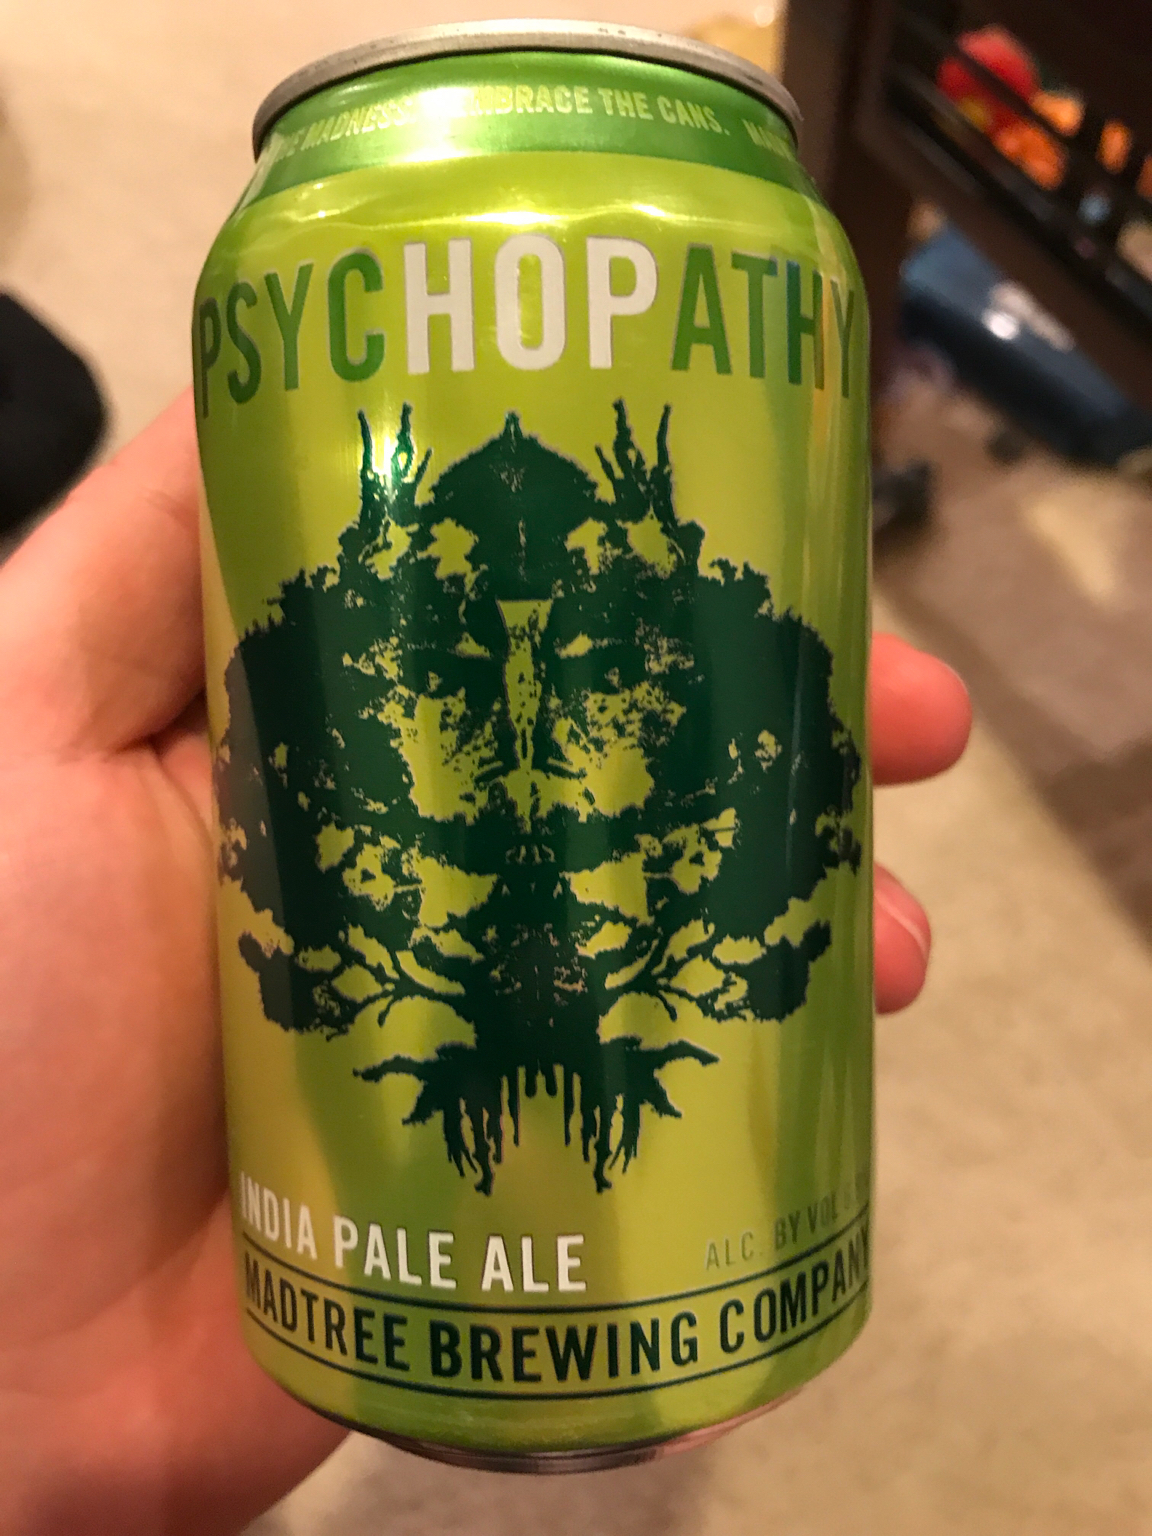 MADNESS. EMBRACE THE CANS.
PSYCHOPATHY
INDIA PALE ALE
ALC. BY VOL
MADTREE BREWING COMPANY